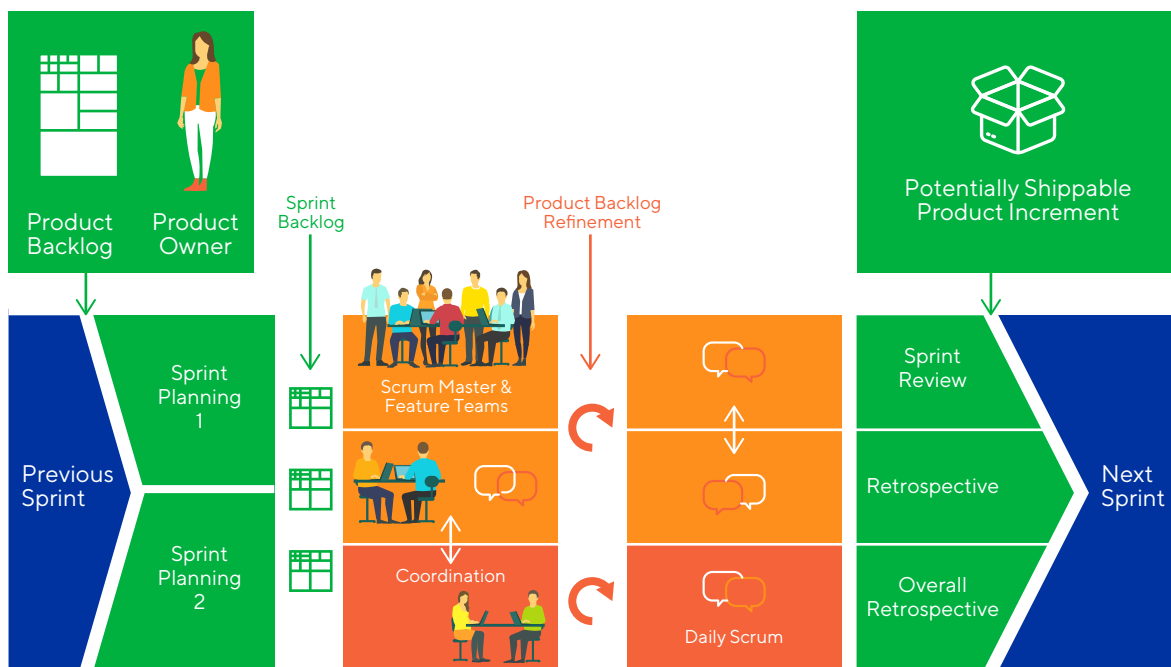 Product
Backlog
Product
Owner
Sprint
Backlog
Product Backlog
Refinement
Potentially Shippable
Product Increment
Previous
Sprint
Sprint
Planning
1
Sprint
Planning
2
Scrum Master &
Feature Teams
Coordination
Daily Scrum
Sprint
Review
Retrospective
Overall
Retrospective
Next
Sprint